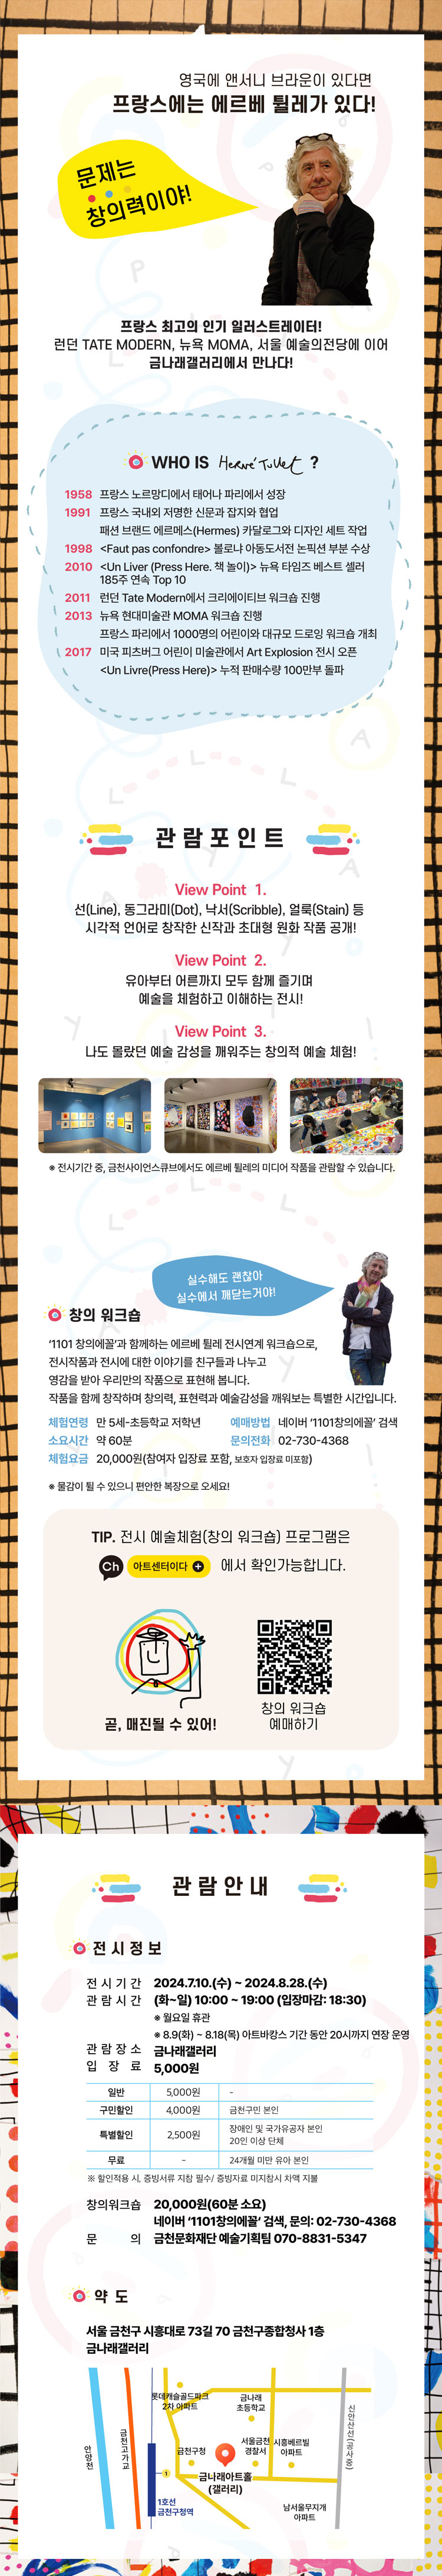 영국에 앤서니 브라운이 있다면
프랑스에는 에르베 튈레가 있다!
문제는
창의력이야!
프랑스 최고의 인기 일러스트레이터!
런던 TATE MODERN, 뉴욕 MOMA, 서울 예술의전당에 이어
금나래갤러리에서 만나다!
WHO IS Hervé Tullet ?
1958 프랑스 노르망디에서 태어나 파리에서 성장
1991 프랑스 국내외 저명한 신문과 잡지와 협업
패션 브랜드 에르메스(Hermes) 카달로그와 디자인 세트 작업
1998 <Faut pas confondre> 볼로냐 아동도서전 논픽션 부분 수상
2010 <Un Liver (Press Here. 책 놀이)> 뉴욕 타임즈 베스트 셀러
185주 연속 Top 10
2011 런던 Tate Modern에서 크리에이티브 워크숍 진행
2013 뉴욕 현대미술관 MOMA 워크숍 진행
프랑스 파리에서 1000명의 어린이와 대규모 드로잉 워크숍 개최
2017 미국 피츠버그 어린이 미술관에서 Art Explosion 전시 오픈
<Un Livre(Press Here)> 누적 판매수량 100만부 돌파
관람포인트
View Point 1.
선(Line), 동그라미(Dot), 낙서(Scribble), 얼룩(Stain) 등
시각적 언어로 창작한 신작과 초대형 원화 작품 공개!
View Point 2.
유아부터 어른까지 모두 함께 즐기며
예술을 체험하고 이해하는 전시!
View Point 3.
나도 몰랐던 예술 감성을 깨워주는 창의적 예술 체험!
※ 전시기간 중, 금천사이언스큐브에서도 에르베 튈레의 미디어 작품을 관람할 수 있습니다.
실수해도 괜찮아
실수에서 깨닫는거야!
창의 워크숍
‘1101 창의에꼴’과 함께하는 에르베 튈레 전시연계 워크숍으로,
전시작품과 전시에 대한 이야기를 친구들과 나누고
영감을 받아 우리만의 작품으로 표현해 봅니다.
작품을 함께 창작하며 창의력, 표현력과 예술감성을 깨워보는 특별한 시간입니다.
체험연령 만 5세-초등학교 저학년 예매방법 네이버 ‘1101창의에꼴’ 검색
소요시간 약 60분 문의전화 02-730-4368
체험요금 20,000원(참여자 입장료 포함, 보호자 입장료 미포함)
※ 물감이 튈 수 있으니 편안한 복장으로 오세요!
TIP. 전시 예술체험(창의 워크숍) 프로그램은
Ch 아트센터이다 + 에서 확인가능합니다.
곧, 매진될 수 있어!
창의 워크숍
예매하기
관람안내
전시정보
전시기간 2024.7.10.(수) ~ 2024.8.28.(수)
관람시간 (화~일) 10:00 ~ 19:00 (입장마감: 18:30)
※ 월요일 휴관
※ 8.9(화) ~ 8.18(목) 아트바캉스 기간 동안 20시까지 연장 운영
관람장소 금나래갤러리
입장료 5,000원
일반 5,000원 -
구민할인 4,000원 금천구민 본인
특별할인 2,500원 장애인 및 국가유공자 본인
20인 이상 단체
무료 - 24개월 미만 유아 본인
※ 할인적용 시, 증빙서류 지참 필수/ 증빙자료 미지참시 차액 지불
창의워크숍 20,000원(60분 소요)
네이버 ‘1101창의에꼴‘ 검색, 문의: 02-730-4368
문의 금천문화재단 예술기획팀 070-8831-5347
약도
서울 금천구 시흥대로 73길 70 금천구종합청사 1층
금나래갤러리
안양천
금천고가교
롯데캐슬골드파크
2차 아파트
금나래
초등학교
신안산선(공사중)
금천구청
서울금천
경찰서
시흥베르빌
아파트
1
금나래아트홀
(갤러리)
1호선
금천구청역
남서울무지개
아파트